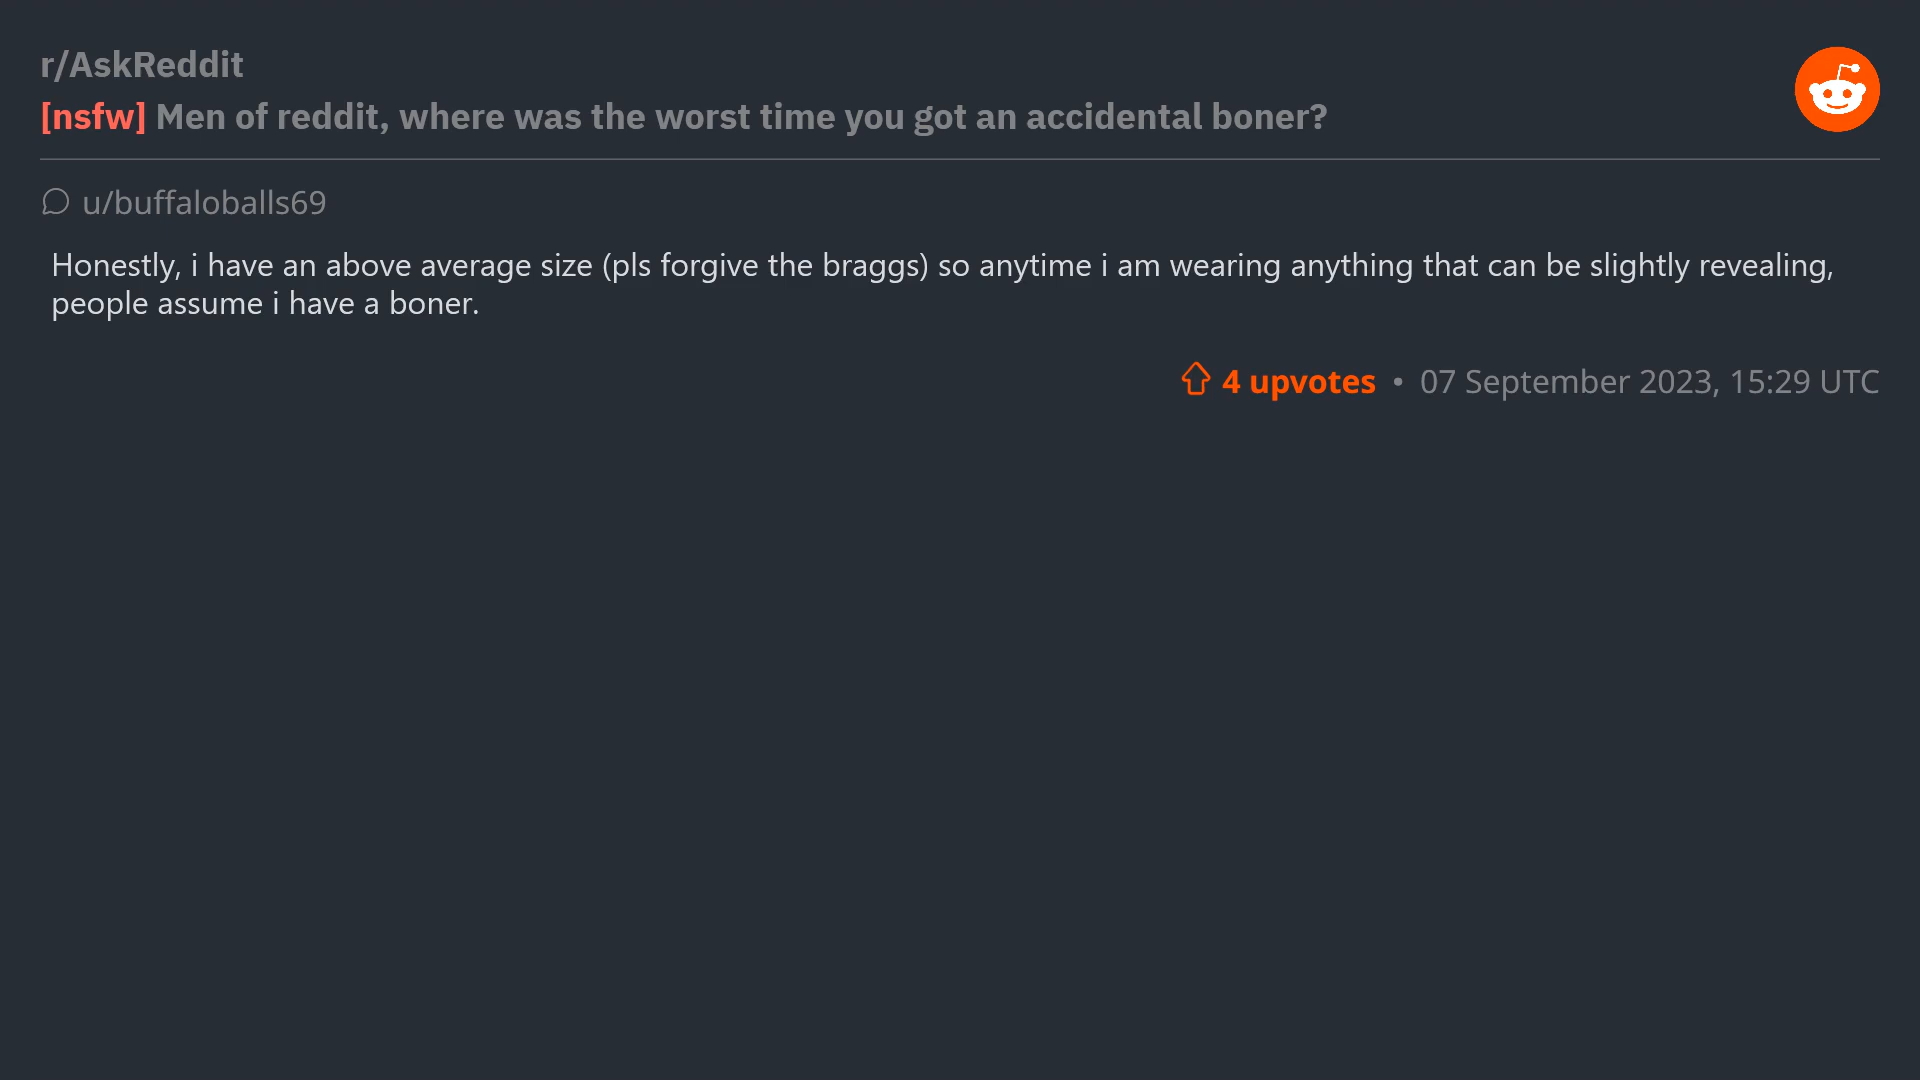 r/AskReddit
[nsfw] Men of reddit, where was the worst time you got an accidental boner?
u/buffaloballs69
Honestly, i have an above average size (pls forgive the braggs) so anytime i am wearing anything that can be slightly revealing,
people assume i have a boner.
4 upvotes • 07 September 2023, 15:29 UTC